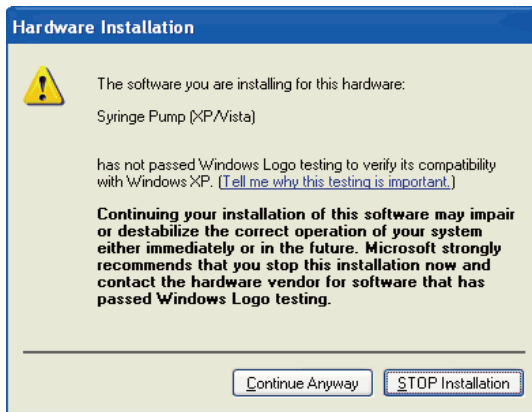 Hardware Installation
The software you are installing for this hardware:
Syringe Pump (XP/Vista)
has not passed Windows Logo testing to verify its compatibility
with Windows XP. (Tell me why this testing is important.)
Continuing your installation of this software may impair
or destabilize the correct operation of your system
either immediately or in the future. Microsoft strongly
recommends that you stop this installation now and
contact the hardware vendor for software that has
passed Windows Logo testing.
Continue Anyway
STOP Installation